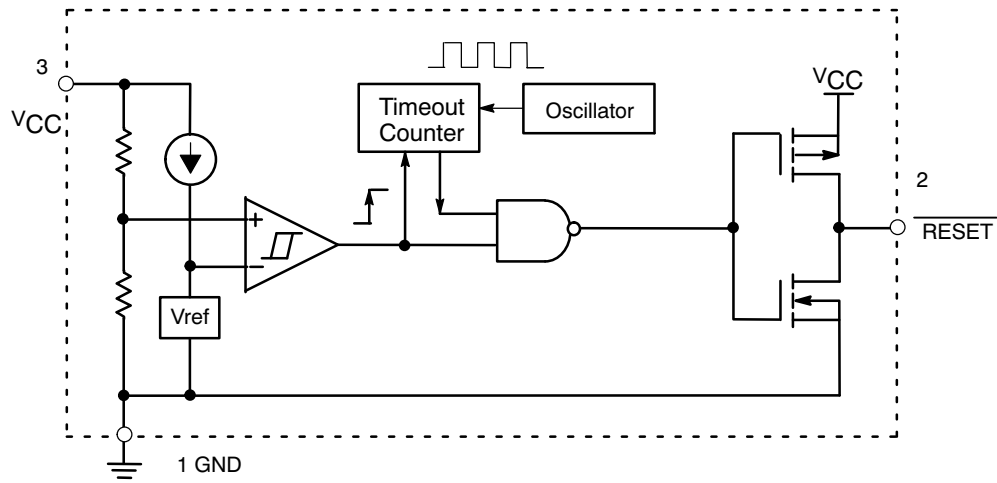 3
VCC
Timeout
Counter
Oscillator
VCC
2
RESET
+
−
Vref
1 GND